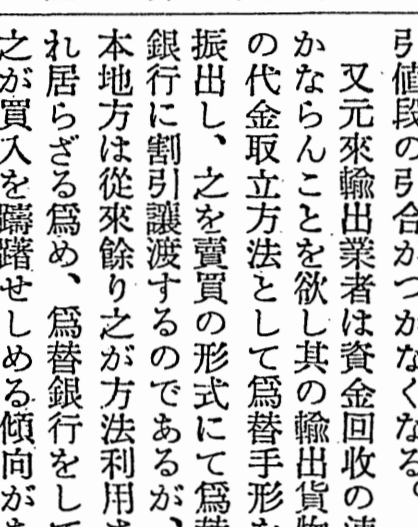 引値段の引合がつかなくなる。
又元來輸出業者は資金回收の
かならんことを欲し其の輸出貨
の代金取立方法として爲替手形
振出し、之を賣買の形式にて爲
銀行に割引讓渡するのであるが、
本地方は從來餘り之が方法利用
れ居らざる爲め、爲替銀行をして
之が買入を躊躇せしめる傾向が